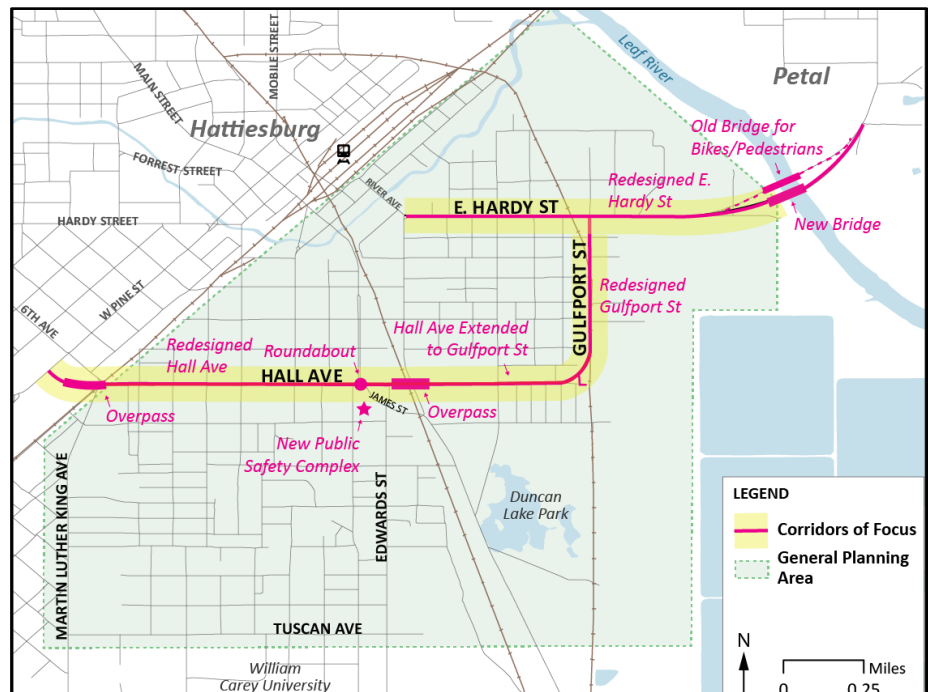 MAIN STREET
MOBILE STREET
Leaf River
Petal
Hattiesburg
Old Bridge for
Bikes/Pedestrians
FORREST STREET
RIVER AVE
Redesigned E.
Hardy St
HARDY STREET
E. HARDY ST
New Bridge
GULFPORT ST
Redesigned
Gulfport St
W PINE ST
6TH AVE
Redesigned
Hall Ave
Roundabout
Hall Ave Extended
to Gulfport St
HALL AVE
JAMES ST
Overpass
Overpass
New Public
Safety Complex
MARTIN LUTHER KING AVE
EDWARDS ST
Duncan
Lake Park
TUSCAN AVE
William
Carey University
LEGEND
Corridors of Focus
General Planning
Area
N
Miles
0 0.25